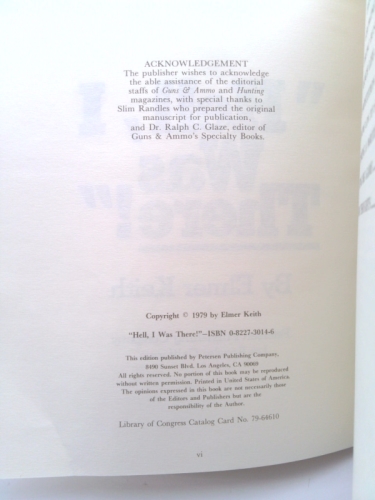 ACKNOWLEDGEMENT
The publisher wishes to acknowledge
the able assistance of the editorial
staffs of Guns & Ammo and Hunting
magazines, with special thanks to
Slim Randles who prepared the original
manuscript for publication,
and Dr. Ralph C. Glaze, editor of
Guns & Ammo's Specialty Books.
Copyright © 1979 by Elmer Keith
"Hell, I Was There!"—ISBN 0-8227-3014-6
This edition published by Petersen Publishing Company,
8490 Sunset Blvd. Los Angeles, CA 90069
All rights reserved. No portion of this book may be reproduced
without written permission. Printed in United States of America.
The opinions expressed in this book are not necessarily those
of the Editors and Publishers but are the
responsibility of the Author.
Library of Congress Catalog Card No. 79-64610
vi